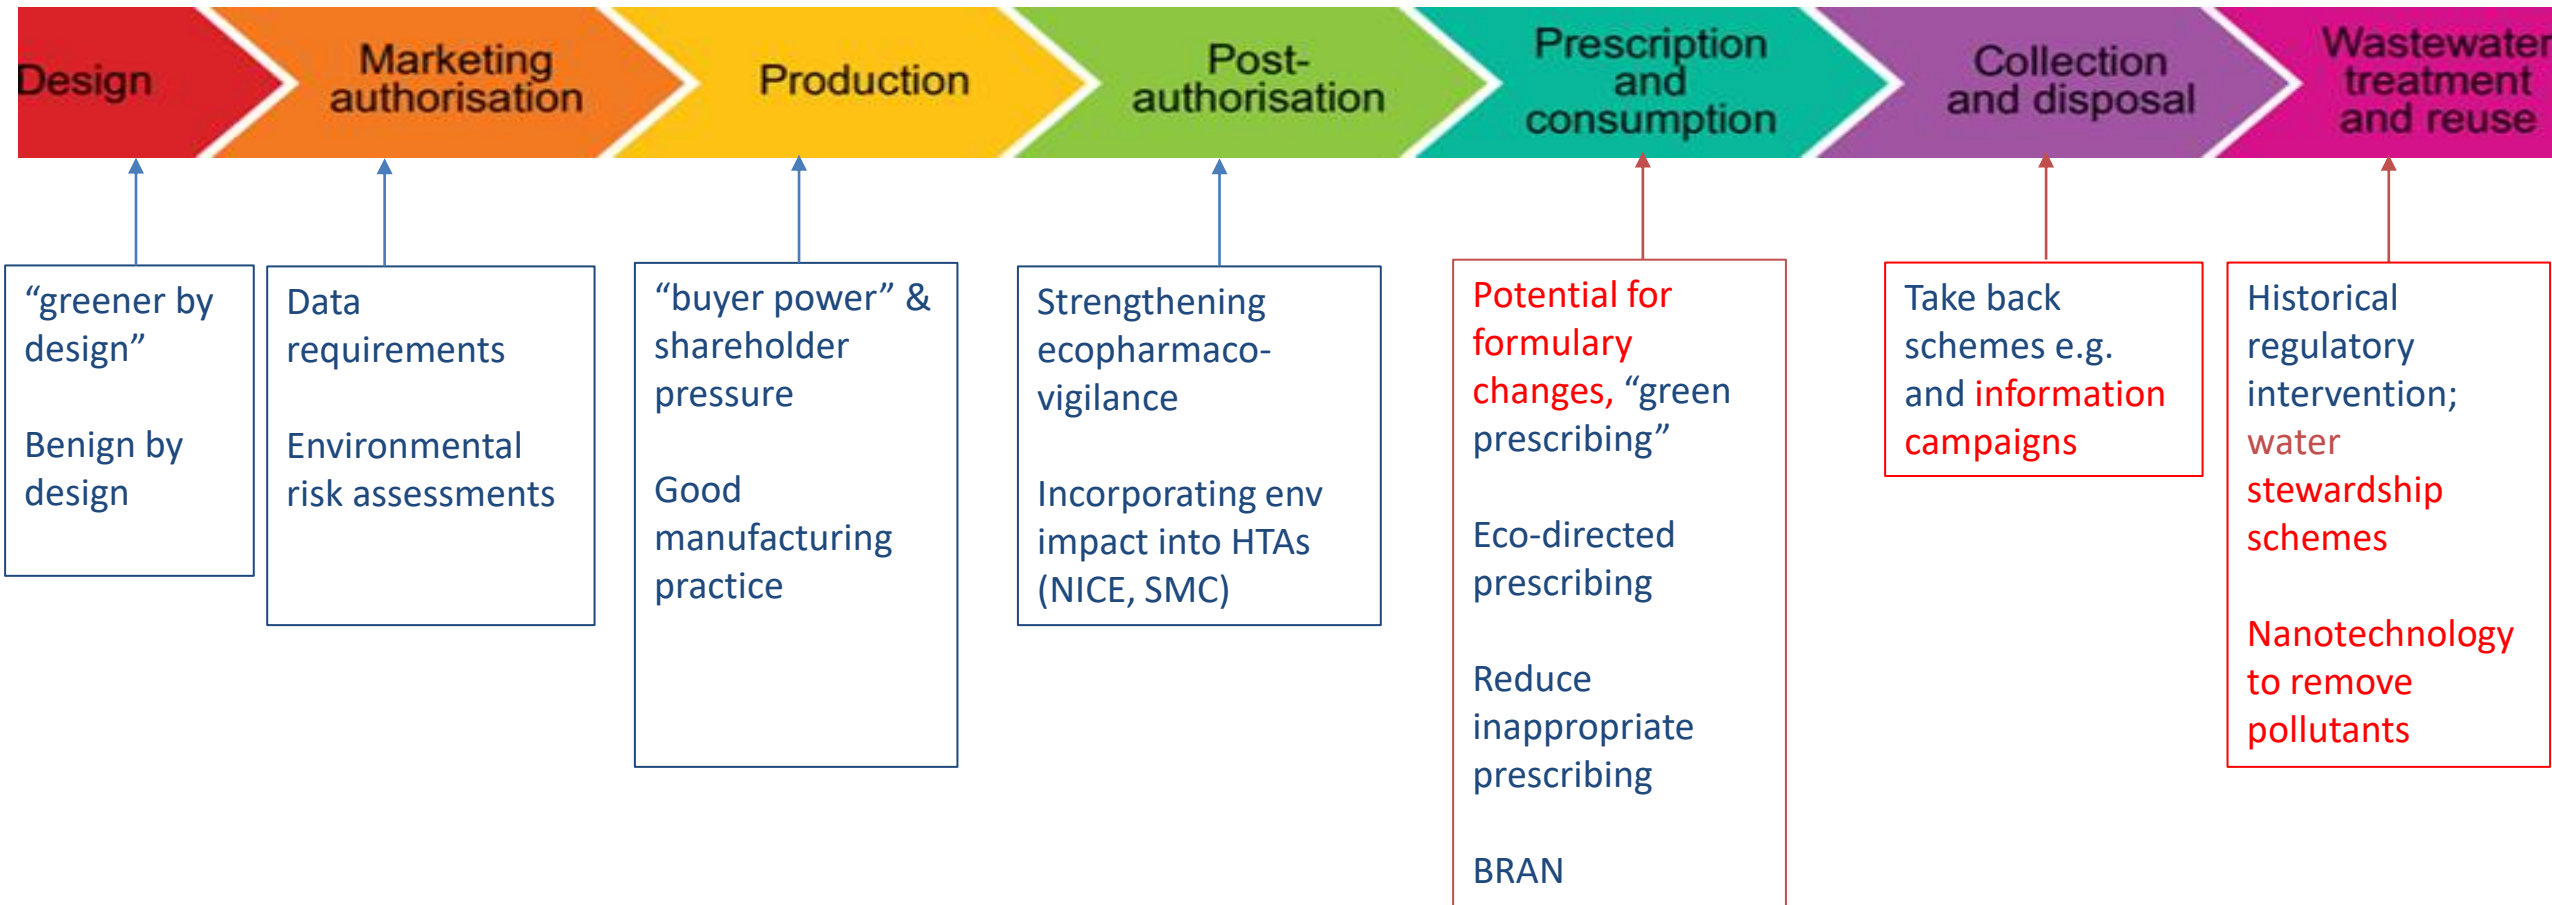 Design
Marketing
authorisation
Production
Post-
authorisation
Prescription
and
consumption
Collection
and disposal
Wastewater
treatment
and reuse
“greener by
design”
Benign by
design
Data
requirements
Environmental
risk assessments
“buyer power” &
shareholder
pressure
Good
manufacturing
practice
Strengthening
ecopharmaco-
vigilance
Incorporating env
impact into HTAs
(NICE, SMC)
Potential for
formulary
changes, “green
prescribing”
Eco-directed
prescribing
Reduce
inappropriate
prescribing
BRAN
Take back
schemes e.g.
and information
campaigns
Historical
regulatory
intervention;
water
stewardship
schemes
Nanotechnology
to remove
pollutants